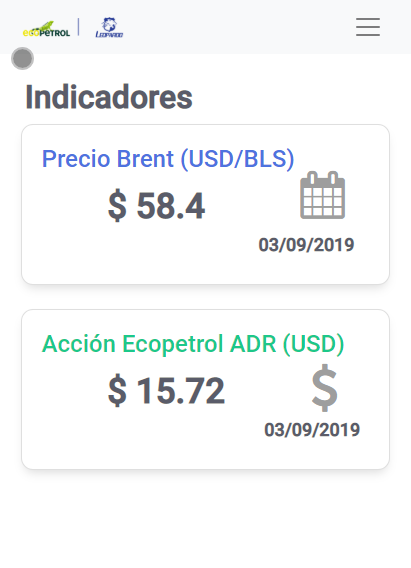 ecopetrol | Leopardo
Indicadores
Precio Brent (USD/BLS)
$ 58.4
03/09/2019
Acción Ecopetrol ADR (USD)
$ 15.72
03/09/2019